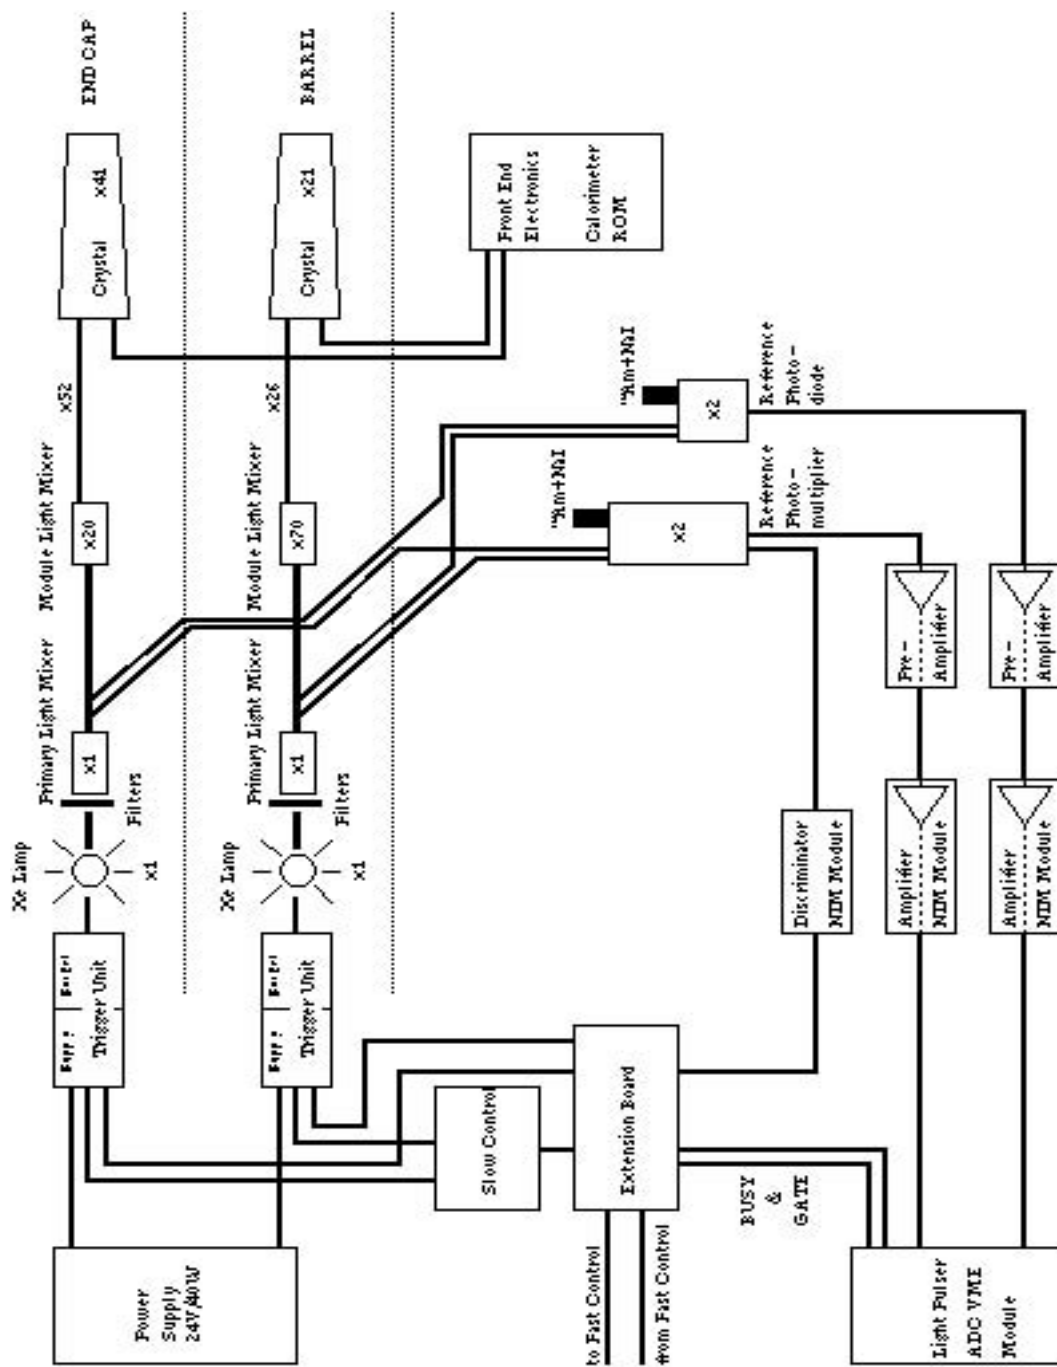 END CAP
x41
Crystal
x52
Module Light Mixer
x20
Primary Light Mixer
x1
Filters
Xe Lamp
x1
Trigger Unit
BARREL
x21
Crystal
x26
Module Light Mixer
x70
Primary Light Mixer
x1
Filters
Xe Lamp
x1
Trigger Unit
Front End
Electronics
Calorimeter
ROM
Am+NaI
x2
Reference
Photo-
diode
Am+NaI
x2
Reference
Photo-
multiplier
Pre-
Amplifier
Pre-
Amplifier
Amplifier
NIM Module
Amplifier
NIM Module
Discriminator
NIM Module
Slow Control
Extension Board
BUSY
&
GATE
to Fast Control
from Fast Control
Power
Supply
24V/40W
Light Pulser
ADC VME
Module